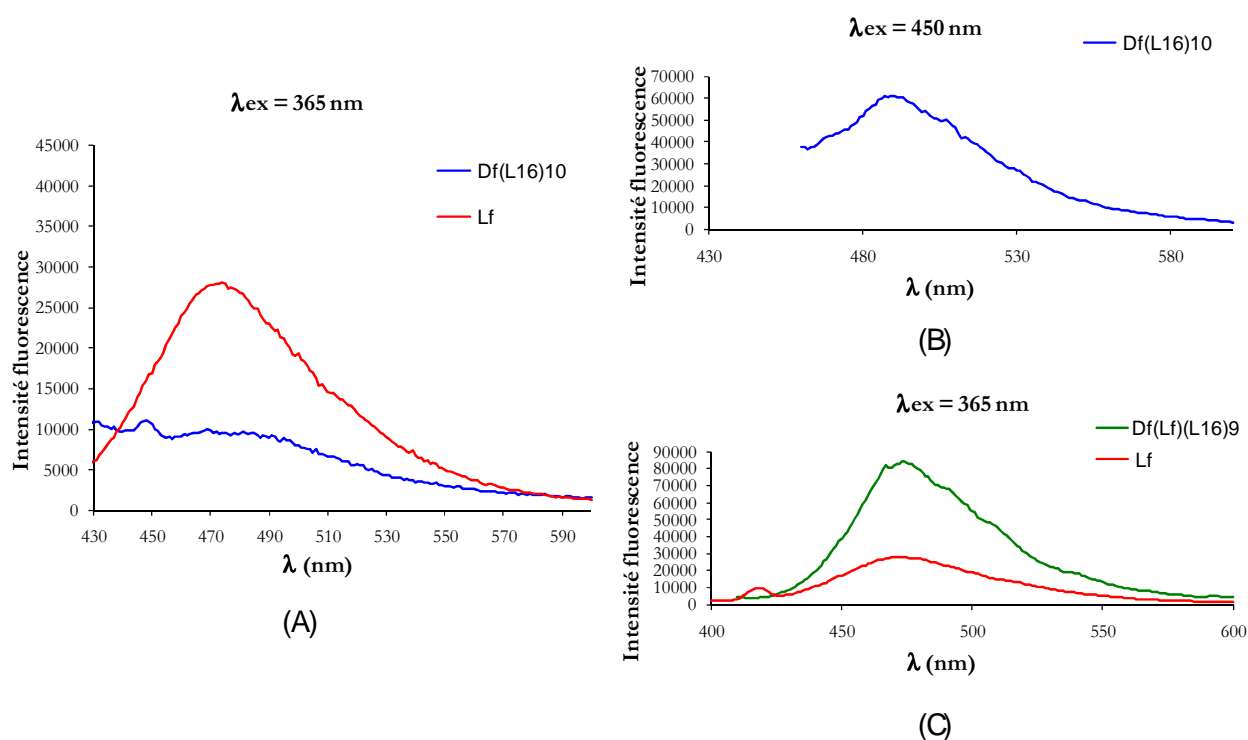 λex = 365 nm
Intensité fluorescence
45000
40000
35000
30000
25000
20000
15000
10000
5000
0
Df(L16)10
Lf
430 450 470 490 510 530 550 570 590
λ (nm)
(A)
λex = 450 nm
Df(L16)10
Intensité fluorescence
70000
60000
50000
40000
30000
20000
10000
0
430 480 530 580
λ (nm)
(B)
λex = 365 nm
Df(Lf)(L16)9
Lf
Intensité fluorescence
90000
80000
70000
60000
50000
40000
30000
20000
10000
0
400 450 500 550 600
λ (nm)
(C)